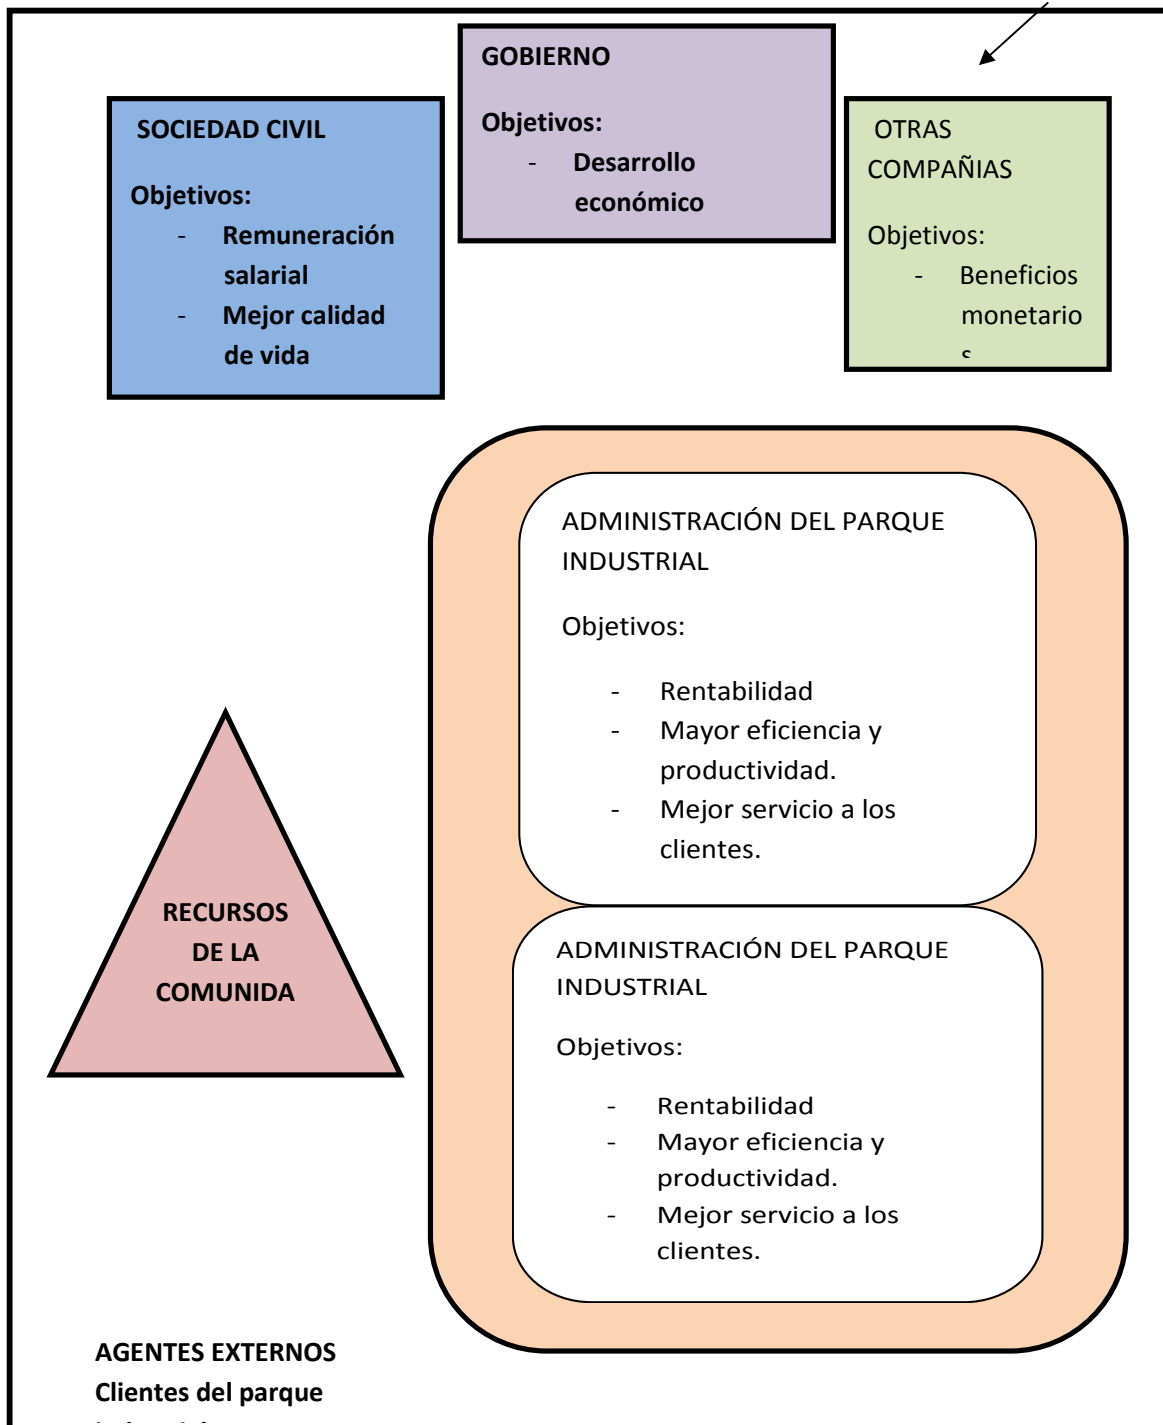 GOBIERNO
Objetivos:
- Desarrollo
económico
SOCIEDAD CIVIL
Objetivos:
- Remuneración
salarial
- Mejor calidad
de vida
OTRAS
COMPAÑIAS
Objetivos:
- Beneficios
monetario
ADMINISTRACIÓN DEL PARQUE
INDUSTRIAL
Objetivos:
- Rentabilidad
- Mayor eficiencia y
productividad.
- Mejor servicio a los
clientes.
RECURSOS
DE LA
COMUNIDA
ADMINISTRACIÓN DEL PARQUE
INDUSTRIAL
Objetivos:
- Rentabilidad
- Mayor eficiencia y
productividad.
- Mejor servicio a los
clientes.
AGENTES EXTERNOS
Clientes del parque